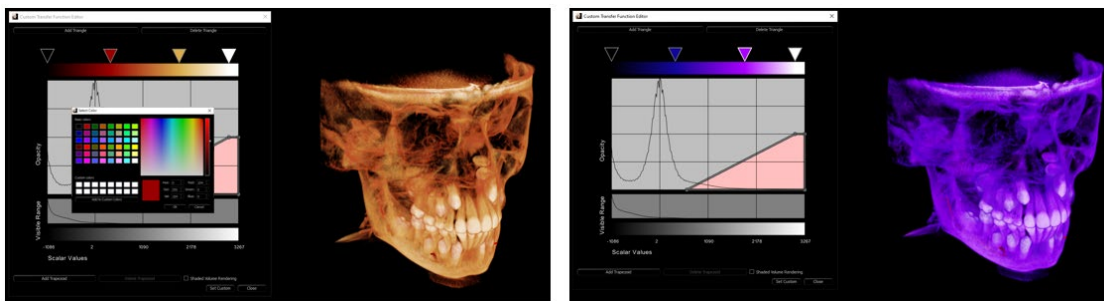 Custom Transfer Function Editor
Add Triangle
Delete Triangle
Select Color
Basic colors
Custom colors
Add to Custom Colors
OK
Cancel
Opacity
Visible Range
-1086
2
1090
2178
3267
Scalar Values
Add Trapezoid
Delete Trapezoid
Shaded Volume Rendering
Set Custom
Close
Custom Transfer Function Editor
Add Triangle
Delete Triangle
Opacity
Visible Range
-1086
2
1090
2178
3267
Scalar Values
Add Trapezoid
Delete Trapezoid
Shaded Volume Rendering
Set Custom
Close